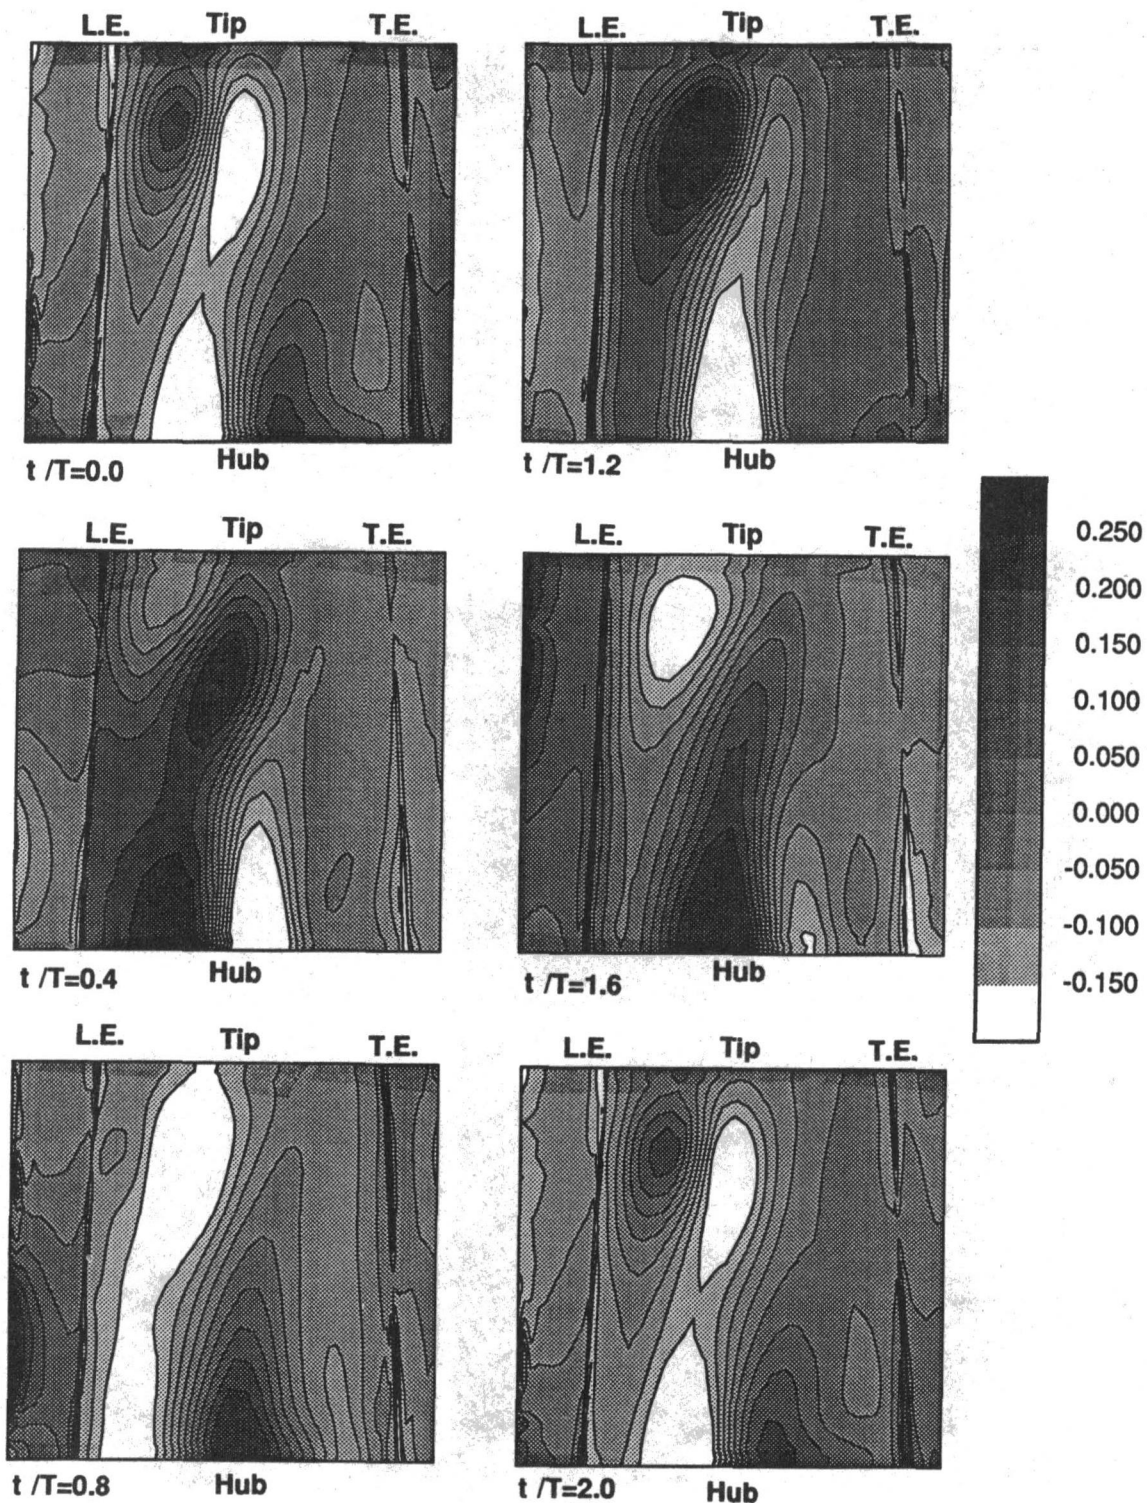 L.E. Tip T.E.
t /T=0.0 Hub
L.E. Tip T.E.
t /T=1.2 Hub
L.E. Tip T.E.
t /T=0.4 Hub
L.E. Tip T.E.
t /T=1.6 Hub
L.E. Tip T.E.
t /T=0.8 Hub
L.E. Tip T.E.
t /T=2.0 Hub
0.250
0.200
0.150
0.100
0.050
0.000
-0.050
-0.100
-0.150